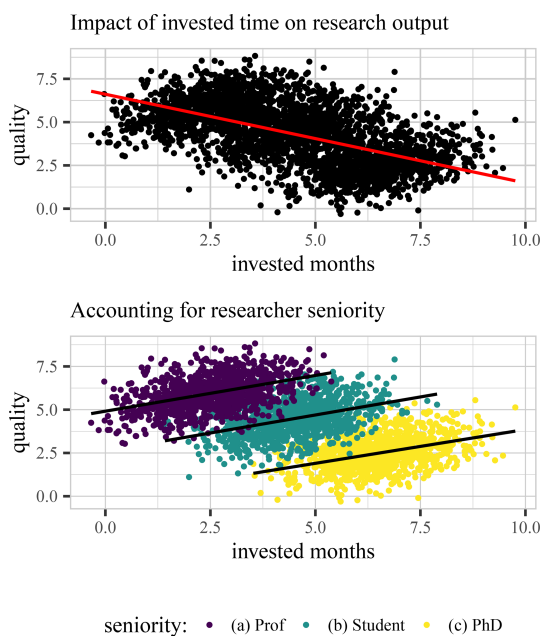 Impact of invested time on research output
7.5
5.0
2.5
0.0
quality
0.0 2.5 5.0 7.5 10.0
invested months
Accounting for researcher seniority
7.5
5.0
2.5
0.0
quality
0.0 2.5 5.0 7.5 10.0
invested months
seniority: (a) Prof (b) Student (c) PhD